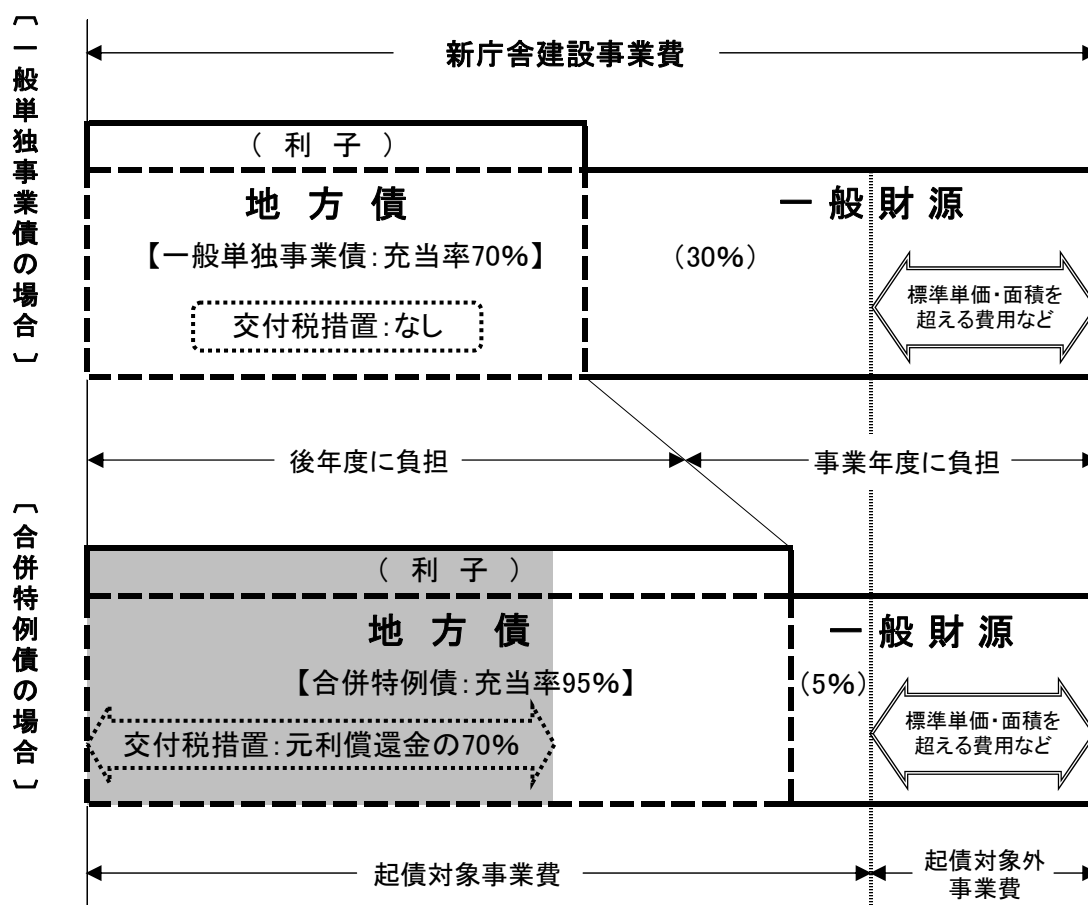 〔一般単独事業債の場合〕
新庁舎建設事業費
(利子)
地方債
一般財源
【一般単独事業債:充当率70%】
(30%)
標準単価・面積を
超える費用など
交付税措置:なし
後年度に負担
事業年度に負担
〔合併特例債の場合〕
(利子)
地方債
一般財源
【合併特例債:充当率95%】
(5%)
標準単価・面積を
超える費用など
交付税措置:元利償還金の70%
起債対象事業費
起債対象外
事業費